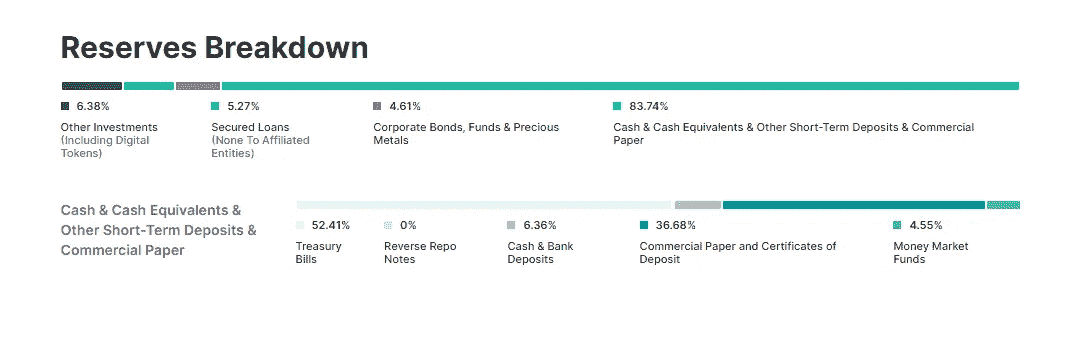 Reserves Breakdown
6.38%
Other Investments
(Including Digital
Tokens)
5.27%
Secured Loans
(None To Affiliated
Entities)
4.61%
Corporate Bonds, Funds & Precious
Metals
83.74%
Cash & Cash Equivalents & Other Short-Term Deposits & Commercial
Paper
Cash & Cash Equivalents &
Other Short-Term Deposits &
Commercial Paper
52.41%
Treasury
Bills
0%
Reverse Repo
Notes
6.36%
Cash & Bank
Deposits
36.68%
Commercial Paper and Certificates of
Deposit
4.55%
Money Market
Funds